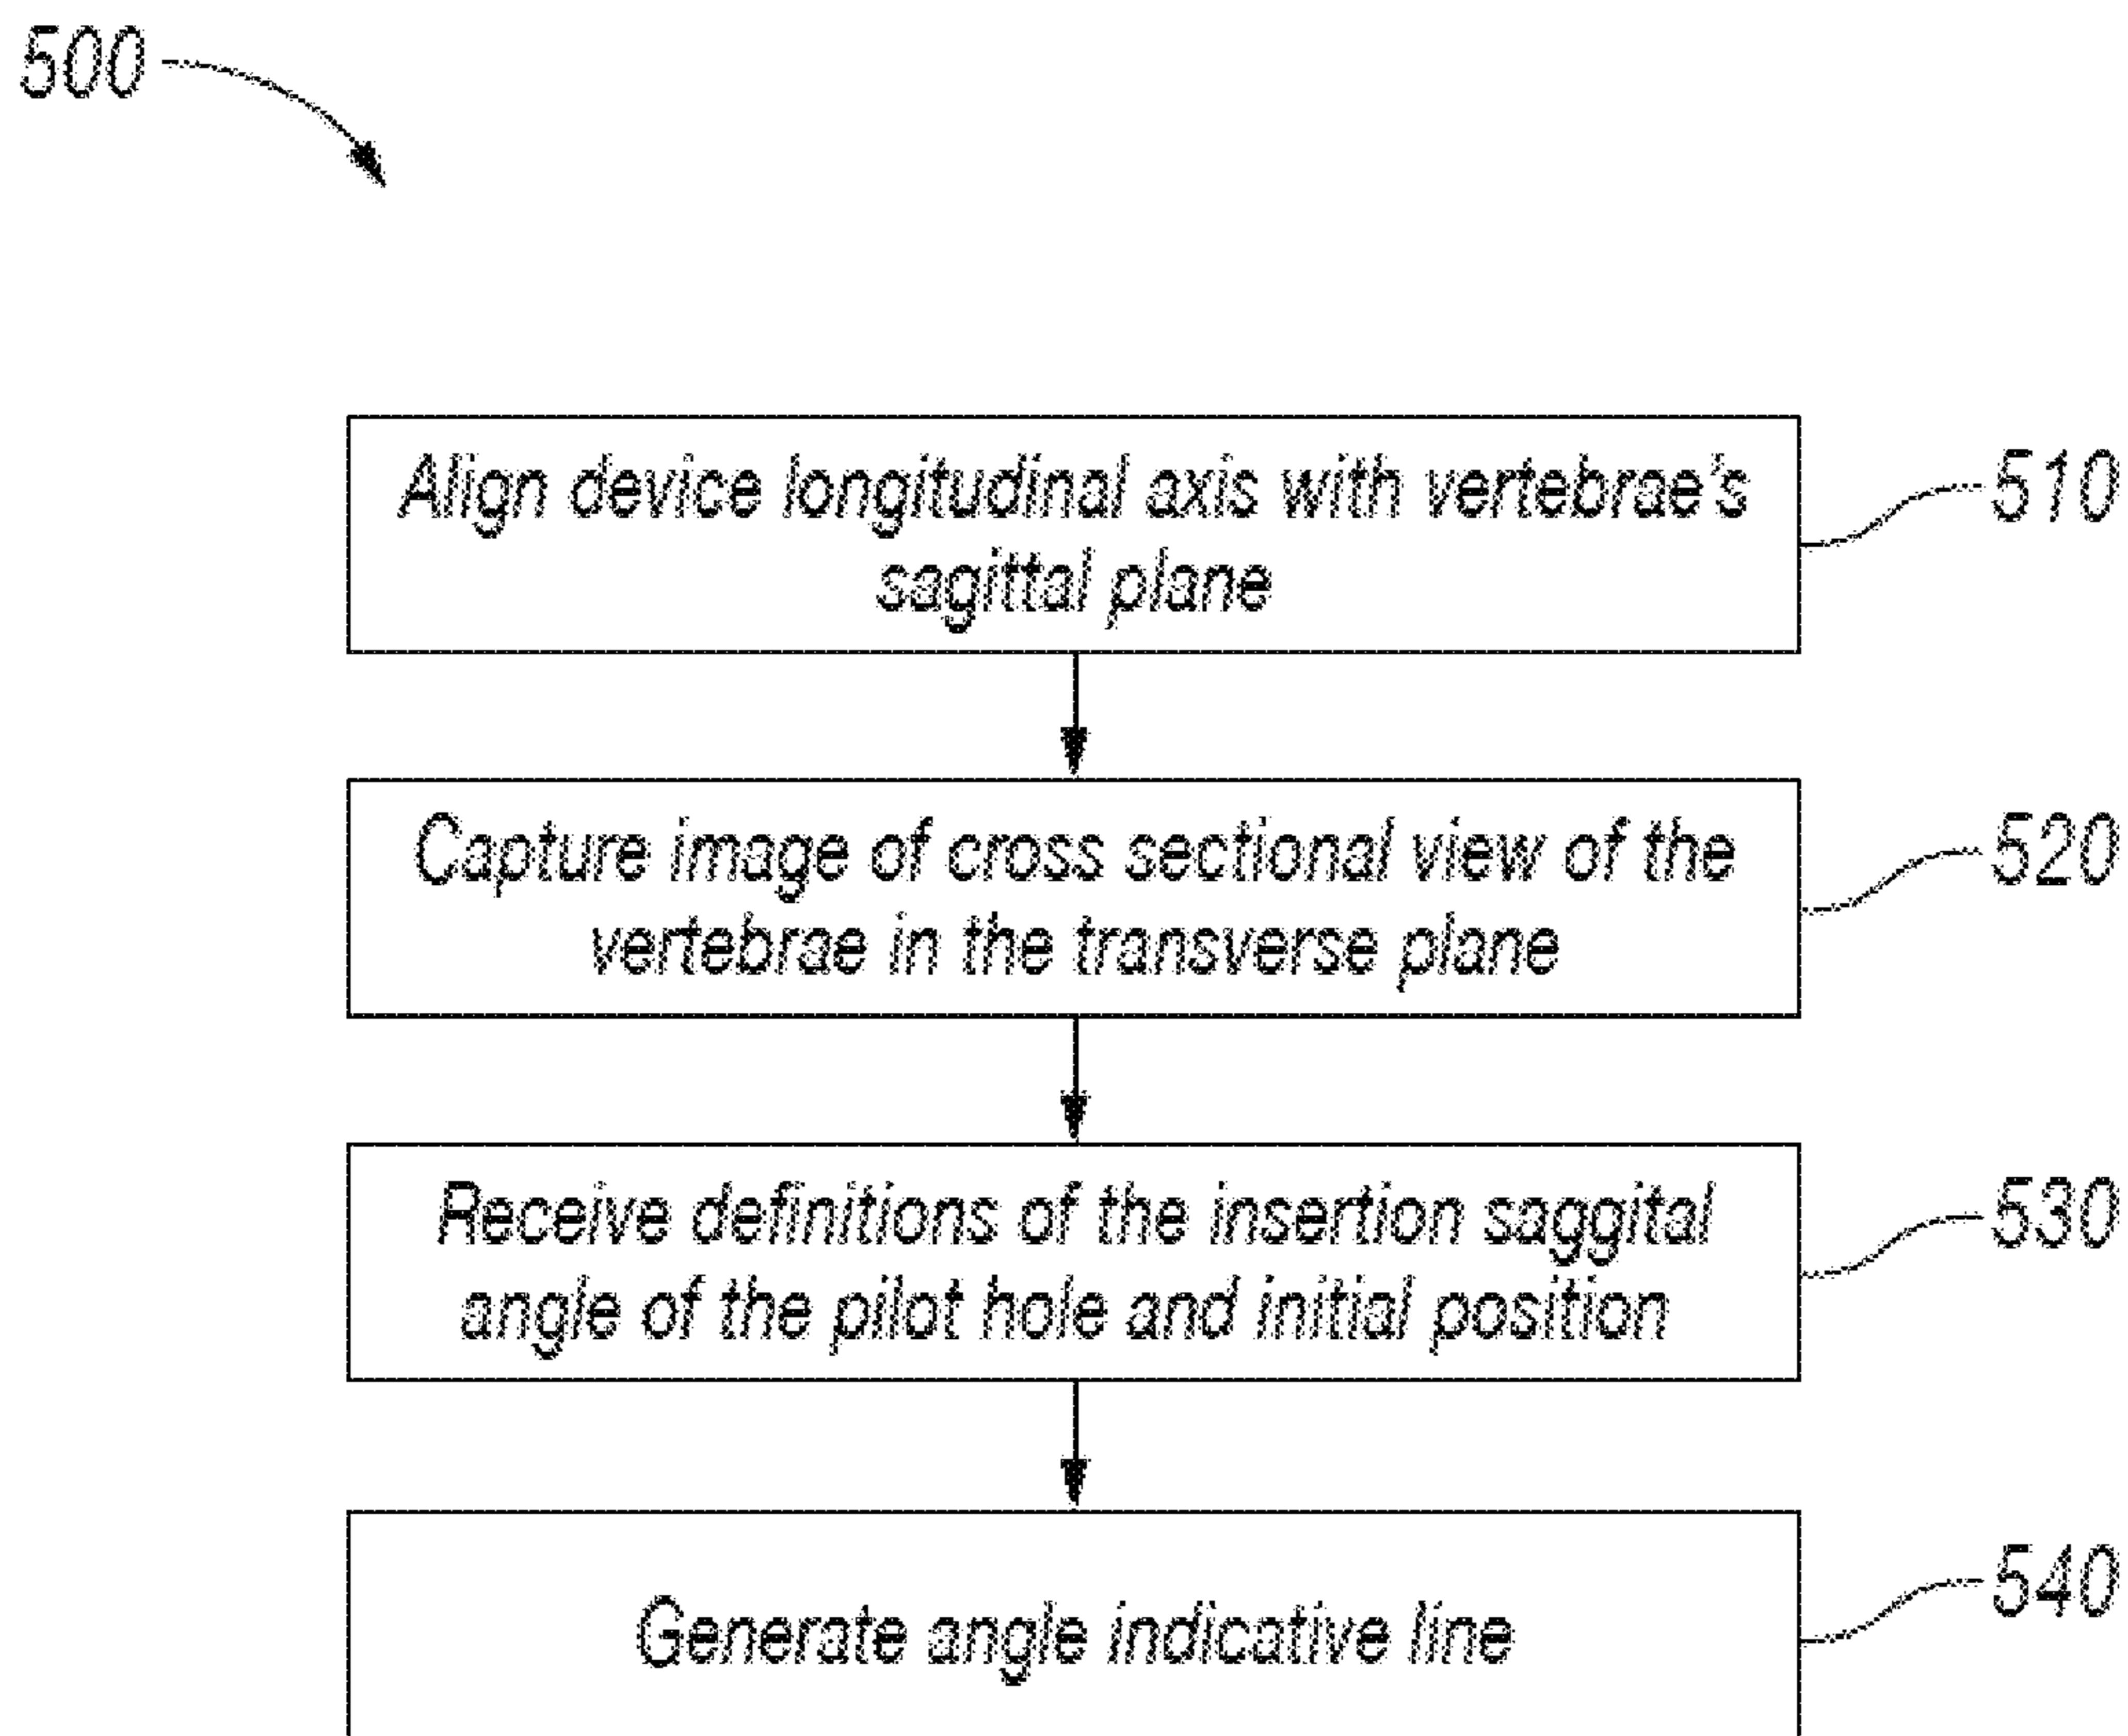 500
Align device longitudinal axis with vertebrae's
sagittal plane
510
Capture image of cross sectional view of the
vertebrae in the transverse plane
520
Receive definitions of the insertion saggital
angle of the pilot hole and initial position
530
Generate angle indicative line
540